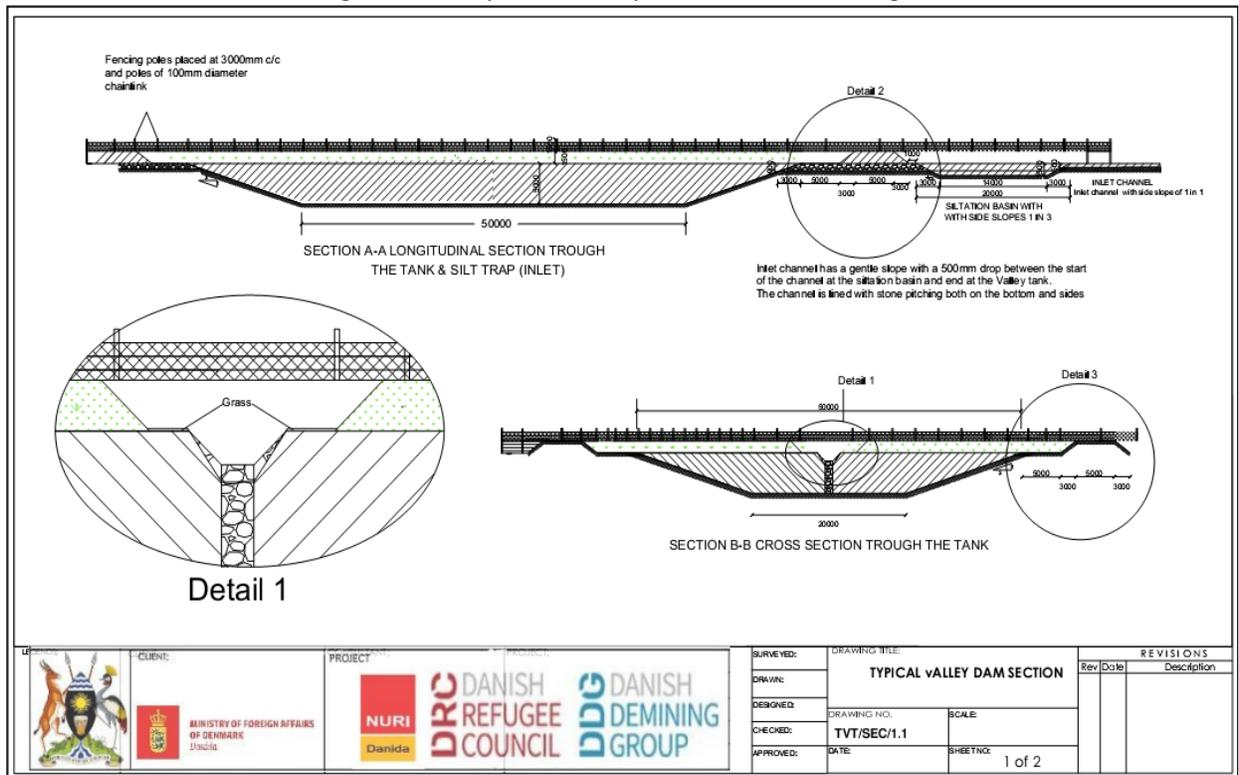 Fencing poles placed at 3000mm c/c
and poles of 100mm diameter
chainlink
Detail 2
50000
3000
5000
5000
3000
3000
3000
14000
3000
20000
INLET CHANNEL
Inlet channel with side slope of 1 in 1
SILTATION BASIN WITH
WITH SIDE SLOPES 1 IN 3
SECTION A-A LONGITUDINAL SECTION TROUGH
THE TANK & SILT TRAP (INLET)
Inlet channel has a gentle slope with a 500mm drop between the start
of the channel at the siltation basin and end at the Valley tank.
The channel is lined with stone pitching both on the bottom and sides
Grass
Detail 1
Detail 1
Detail 3
50000
5000
5000
3000
3000
20000
SECTION B-B CROSS SECTION TROUGH THE TANK
CLIENT;
MINISTRY OF FOREIGN AFFAIRS
OF DENMARK
Danida
PROJECT
PROJECT;
NURI
Danida
DRC DANISH
REFUGEE
COUNCIL
DDG DANISH
DEMINING
GROUP
SURVEYED:
DRAWN:
DESIGNED:
CHECKED:
APPROVED:
DRAWING TITLE:
TYPICAL vALLEY DAM SECTION
DRAWING NO.
TVT/SEC/1.1
SCALE:
DATE:
SHEET NO:
1 of 2
REVISIONS
Rev Date Description